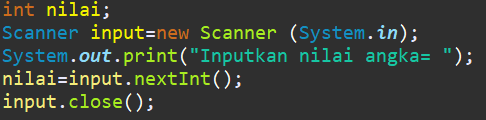 int nilai;
Scanner input=new Scanner (System.in);
System.out.print("Inputkan nilai angka= ");
nilai=input.nextInt();
input.close();